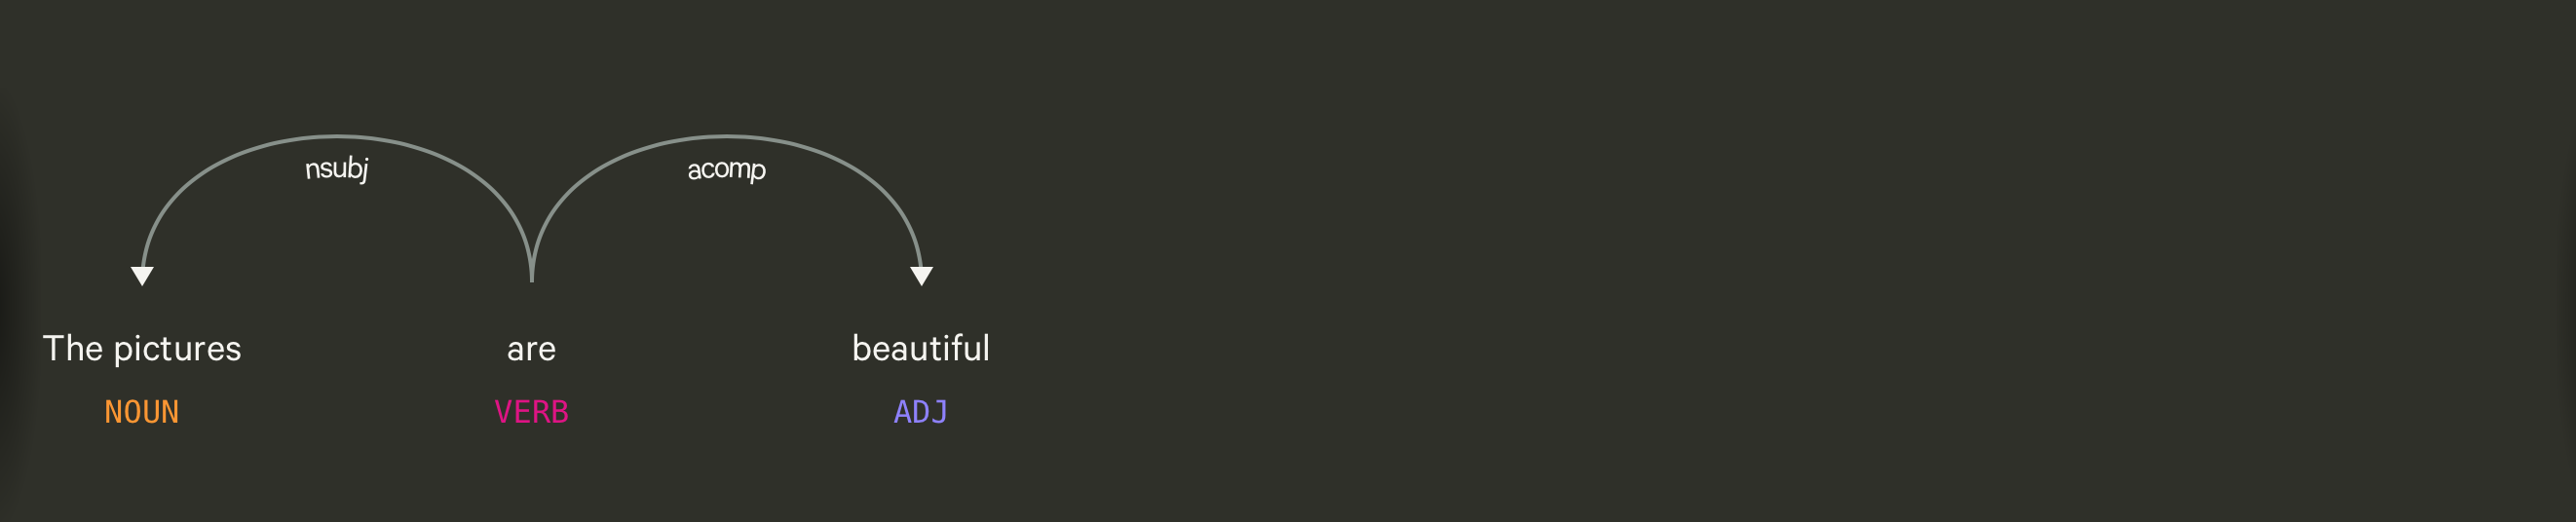 nsubj acomp
The pictures are beautiful
NOUN VERB ADJ